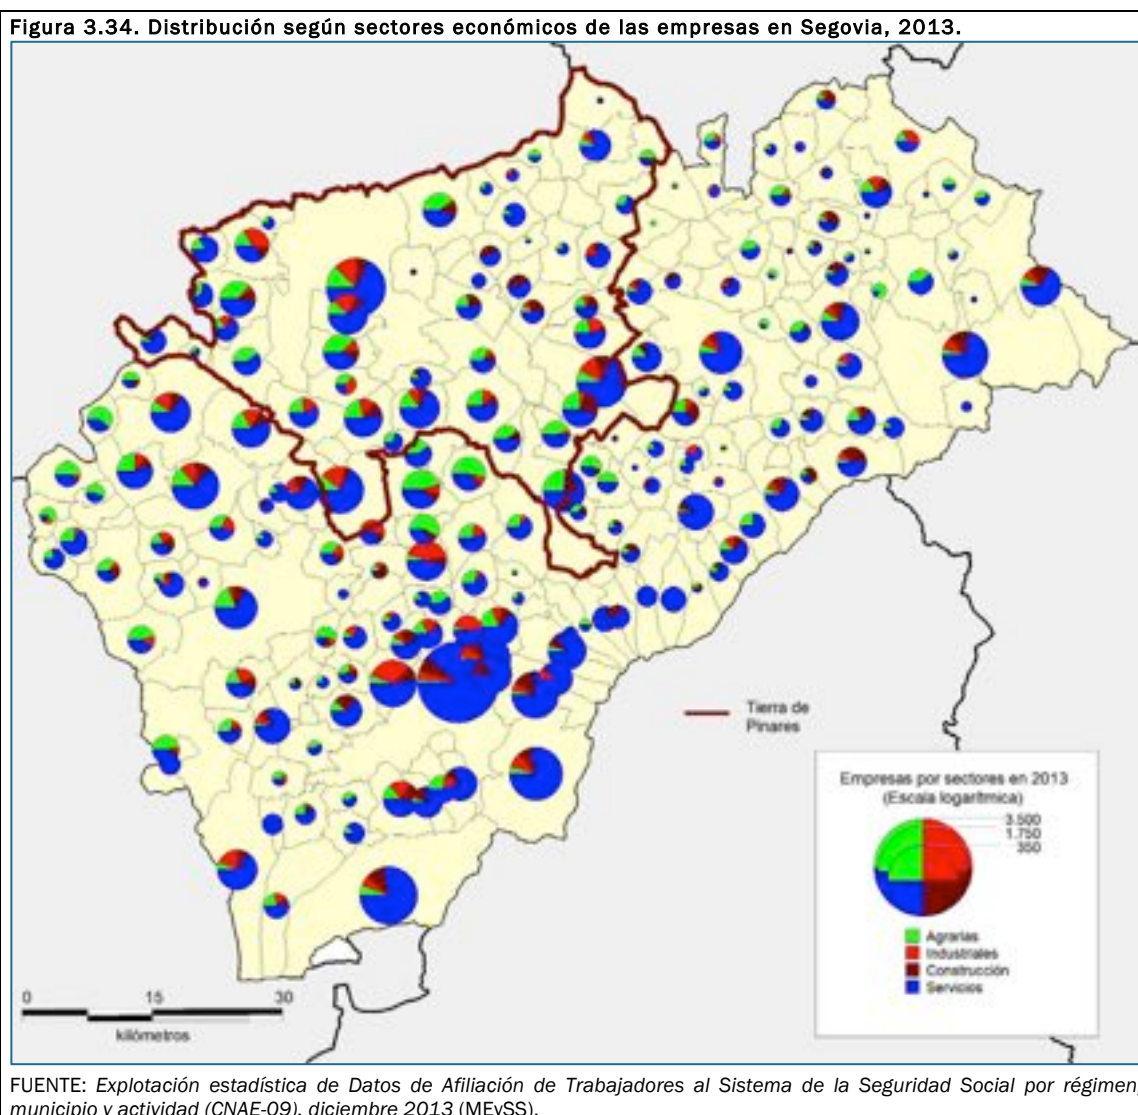 Figura 3.34. Distribución según sectores económicos de las empresas en Segovia, 2013.
Tierra de
Pinares
Empresas por sectores en 2013
(Escala logarítmica)
3.500
1.750
350
Agrarias
Industriales
Construcción
Servicios
0 15 30
kilómetros
FUENTE: Explotación estadística de Datos de Afiliación de Trabajadores al Sistema de la Seguridad Social por régimen,
municipio y actividad (CNAE-09), diciembre 2013 (MEySS).